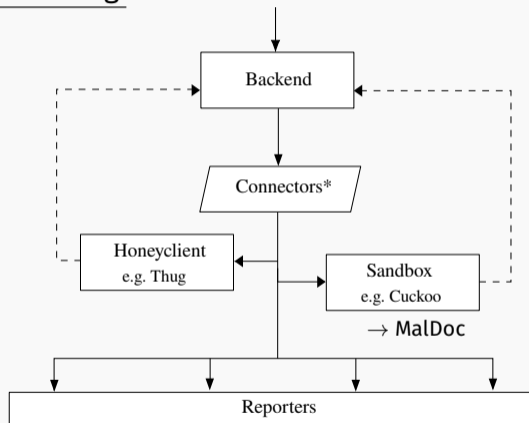 Backend
Connectors*
Honeyclient
e.g. Thug
Sandbox
e.g. Cuckoo
→ MalDoc
Reporters